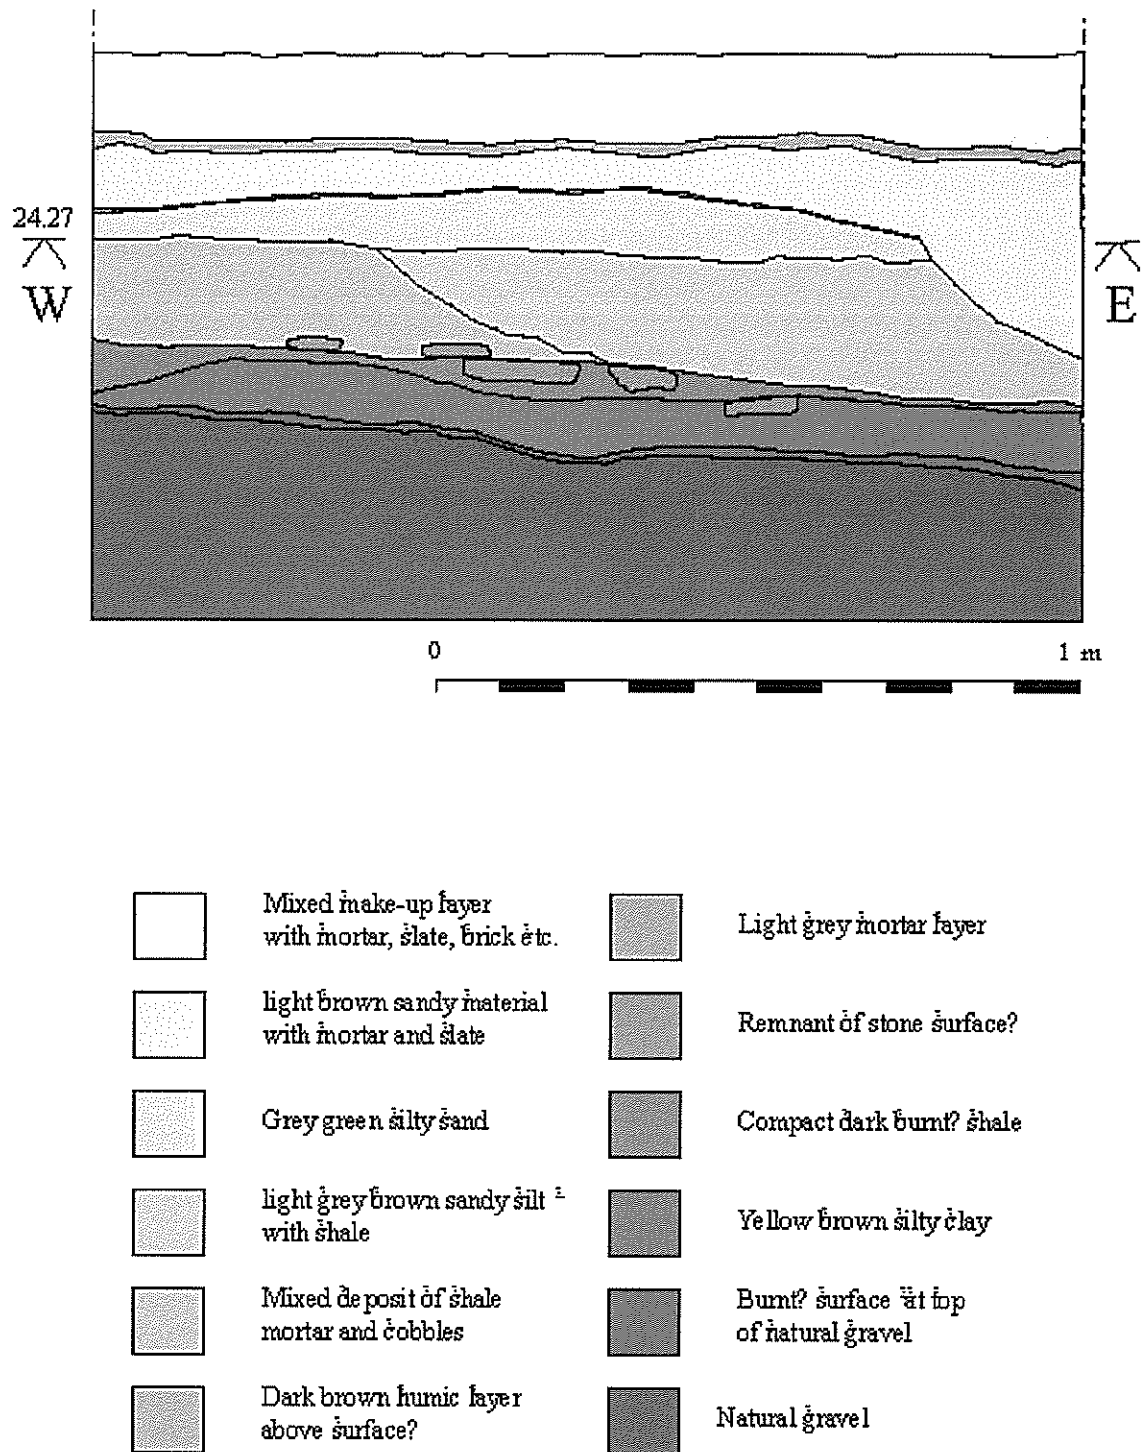 24.27
W
E
0
1 m
Mixed make-up layer
with mortar, slate, brick etc.
light brown sandy material
with mortar and slate
Grey green silty sand
light grey brown sandy silt
with shale
Mixed deposit of shale
mortar and cobbles
Dark brown humic layer
above surface?
Light grey mortar layer
Remnant of stone surface?
Compact dark burnt? shale
Yellow brown silty clay
Burnt? surface at top
of natural gravel
Natural gravel